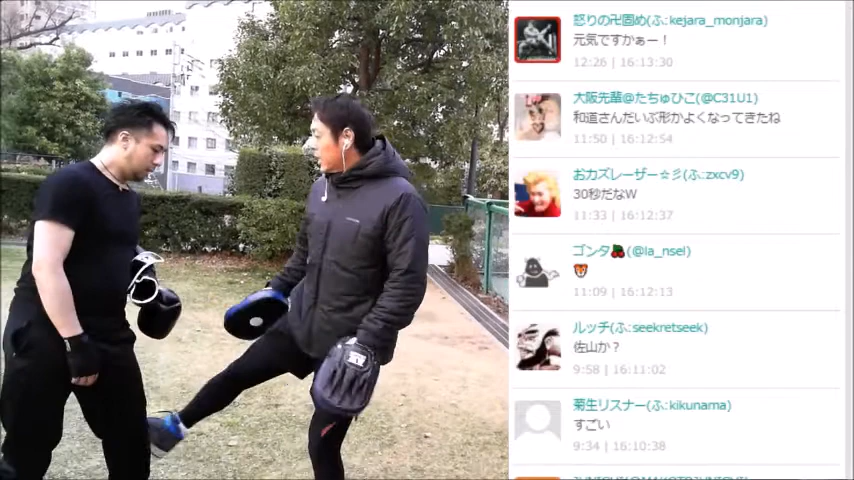 怒りの卍固め(ふ:kejara_monjara)
元気ですかぁー！
12:26 | 16:13:30
大阪先輩@たちゅひこ(@C31U1)
和道さんだいぶ形かよくなってきたね
11:50 | 16:12:54
おカズレーザー☆彡(ふ:zxcv9)
30秒だなW
11:33 | 16:12:37
ゴンタ🍒(@la_nsel)
🐯
11:09 | 16:12:13
ルッチ(ふ:seekretseek)
佐山か？
9:58 | 16:11:02
菊生リスナー(ふ:kikunama)
すごい
9:34 | 16:10:38